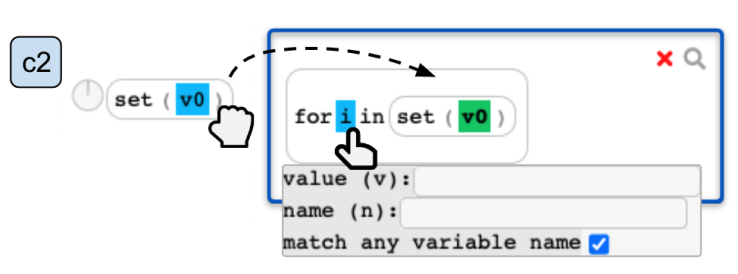 c2
set ( v0 )
for i in set ( v0 )
value (v):
name (n):
match any variable name